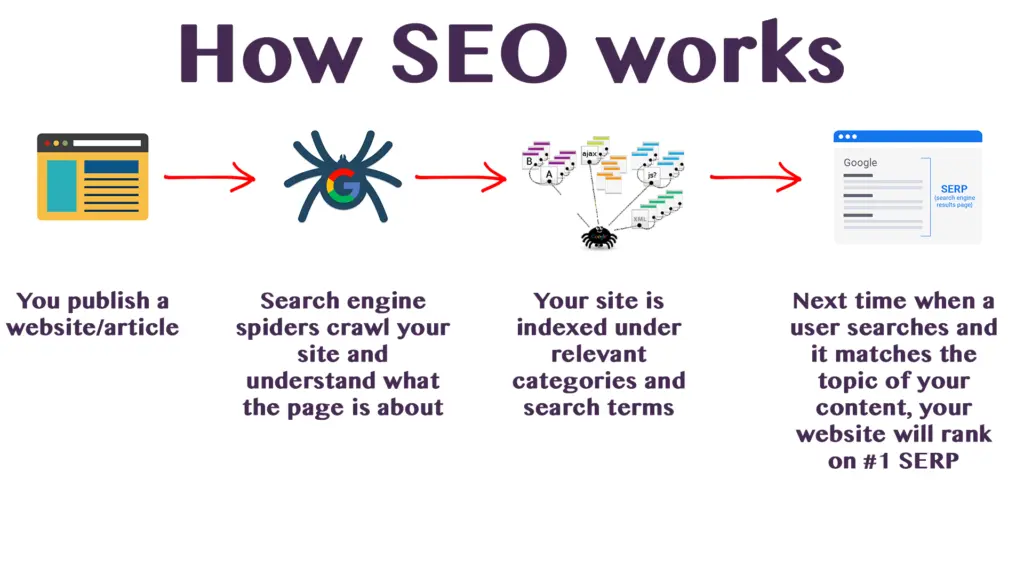 How SEO works
You publish a
website/article
Search engine
spiders crawl your
site and
understand what
the page is about
B
A
ajax
js?
XML
Your site is
indexed under
relevant
categories and
search terms
Google
SERP
(search engine
results page)
Next time when a
user searches and
it matches the
topic of your
content, your
website will rank
on #1 SERP